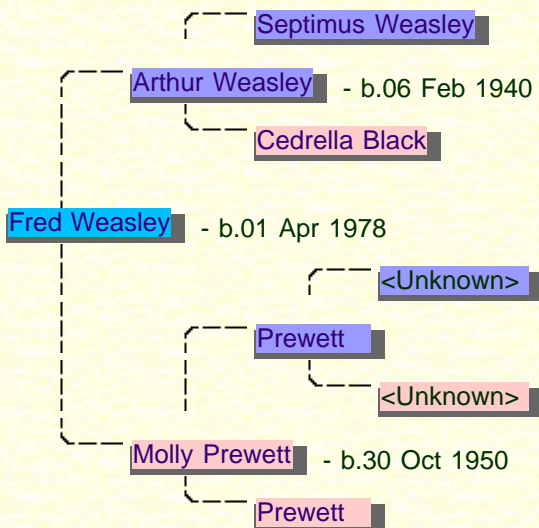 Septimus Weasley
Arthur Weasley - b.06 Feb 1940
Cedrella Black
Fred Weasley - b.01 Apr 1978
<Unknown>
Prewett
<Unknown>
Molly Prewett - b.30 Oct 1950
Prewett